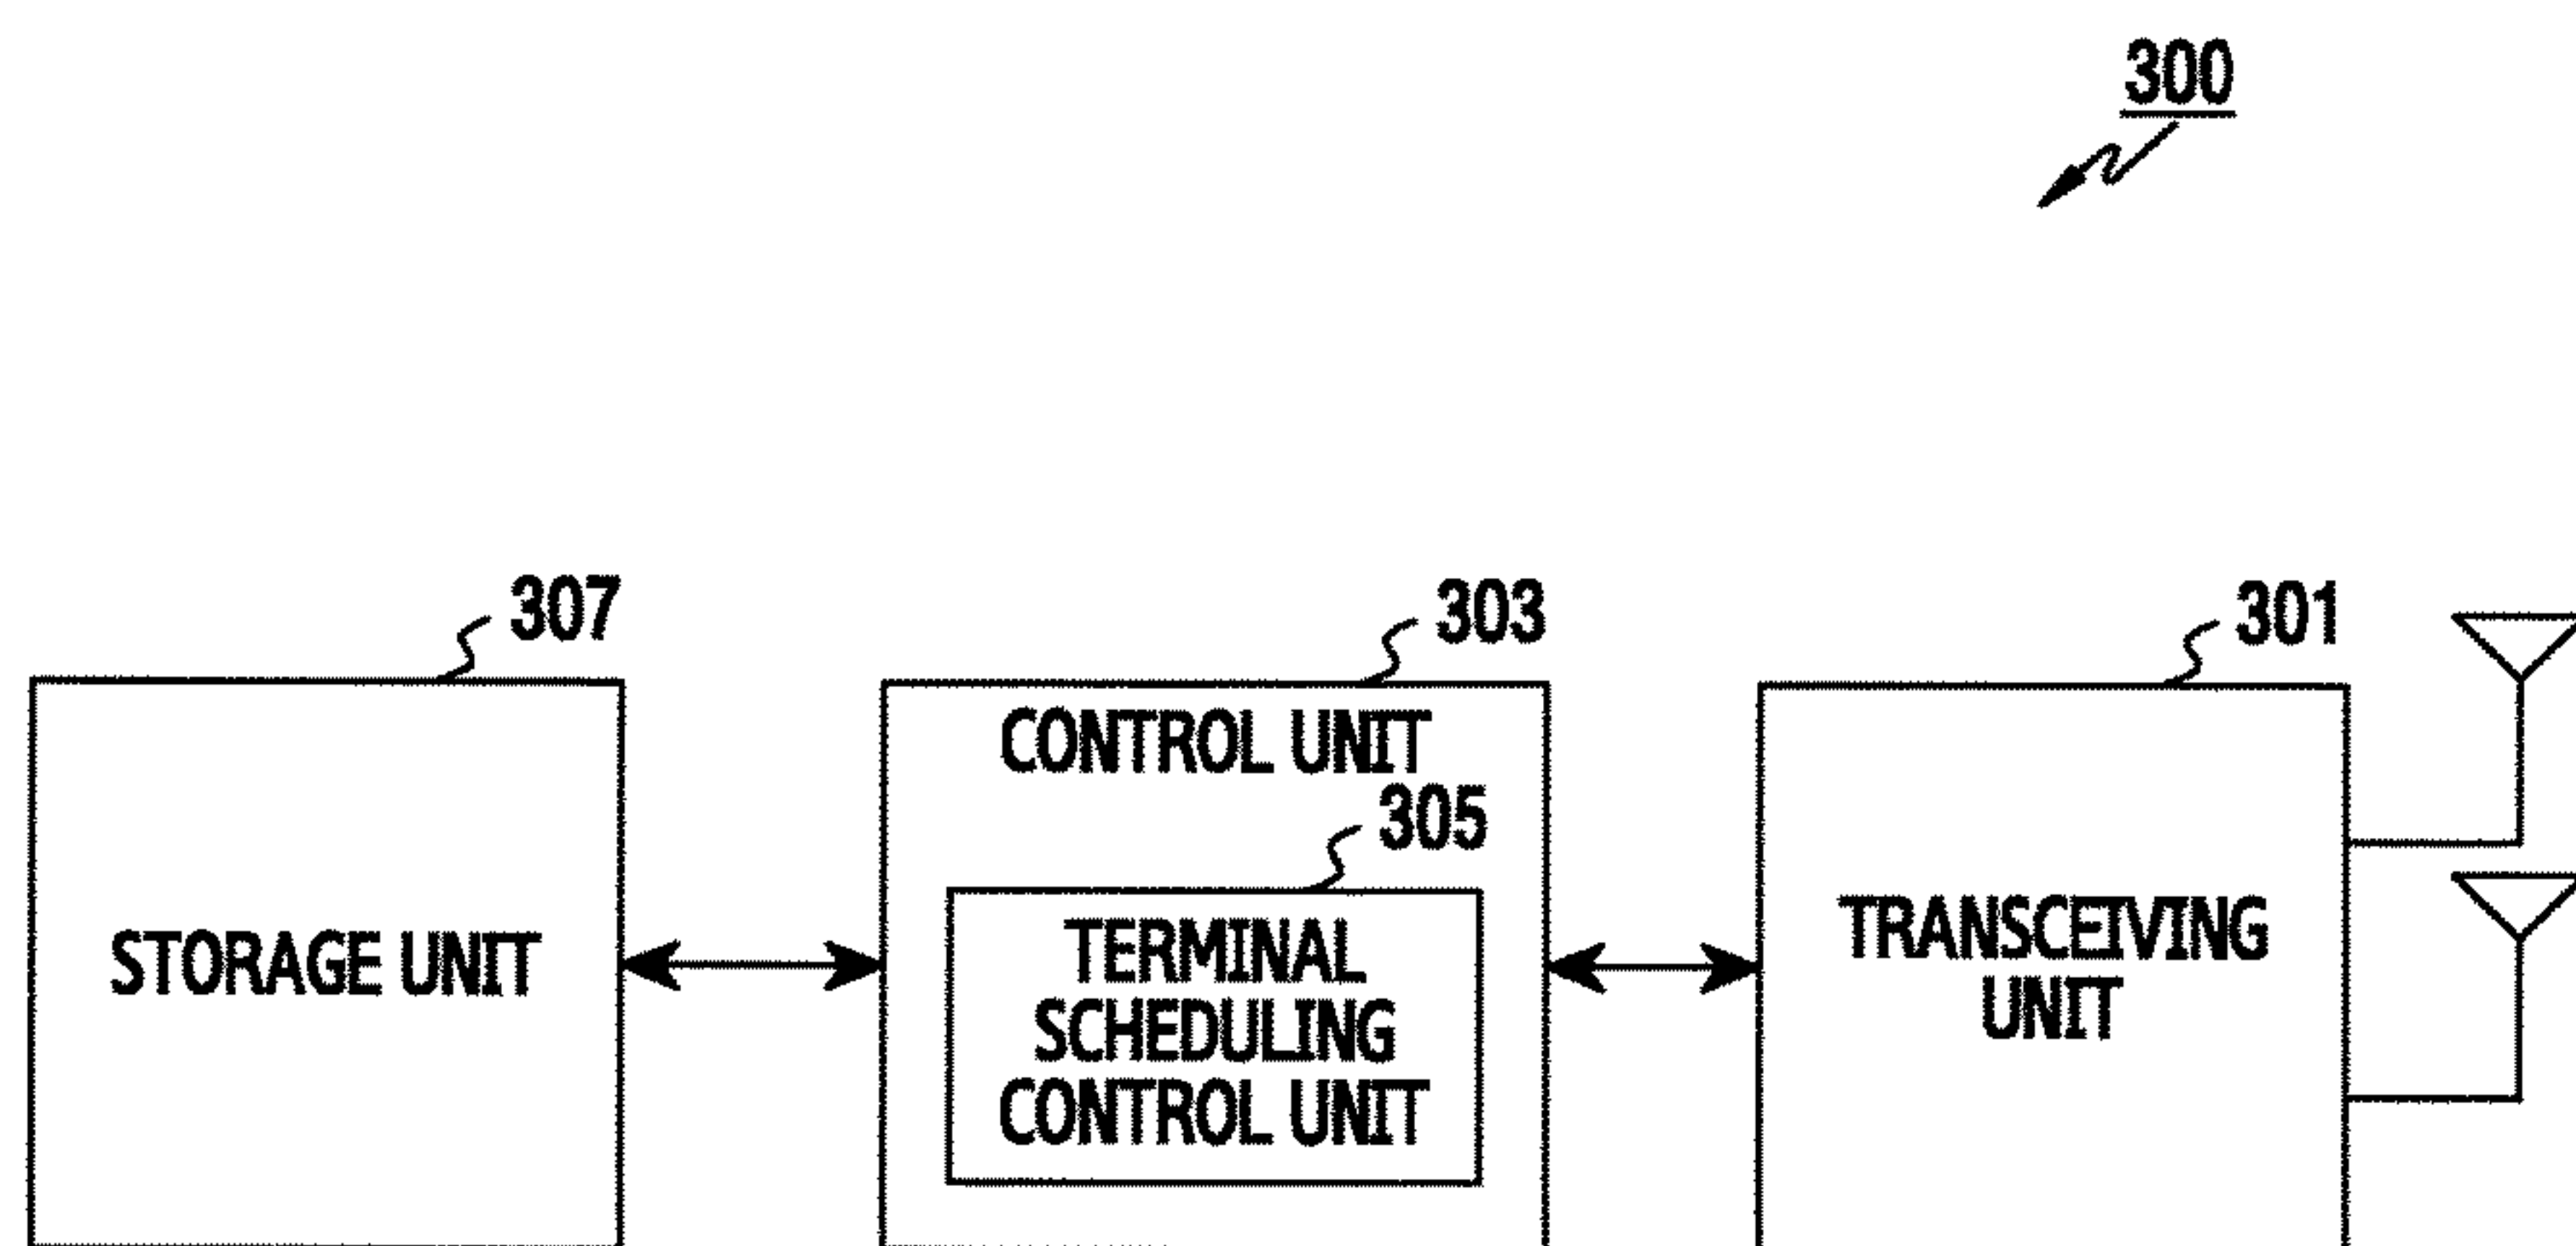 300
307
303
301
CONTROL UNIT
305
STORAGE UNIT
TERMINAL
SCHEDULING
CONTROL UNIT
TRANSCEIVING
UNIT